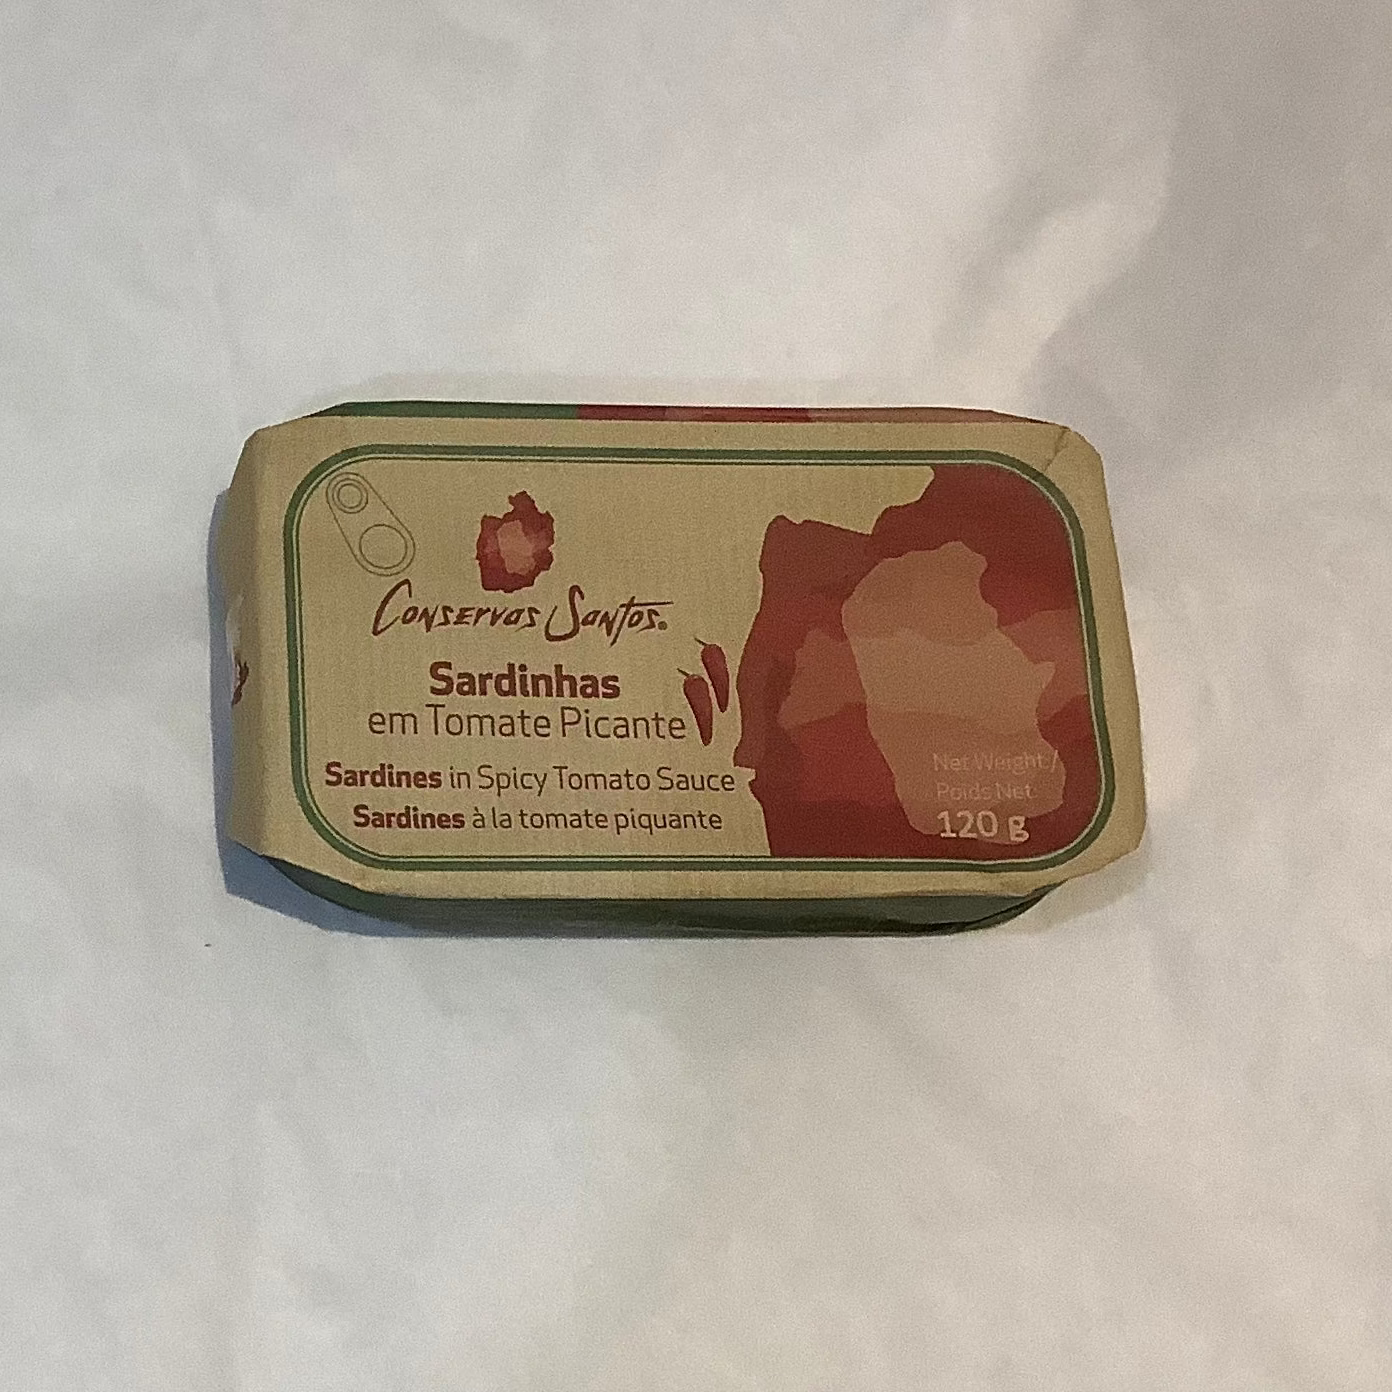 Conservas Santos®
Sardinhas
em Tomate Picante
Sardines in Spicy Tomato Sauce
Sardines à la tomate piquante
Net Weight /
Poids Net
120 g